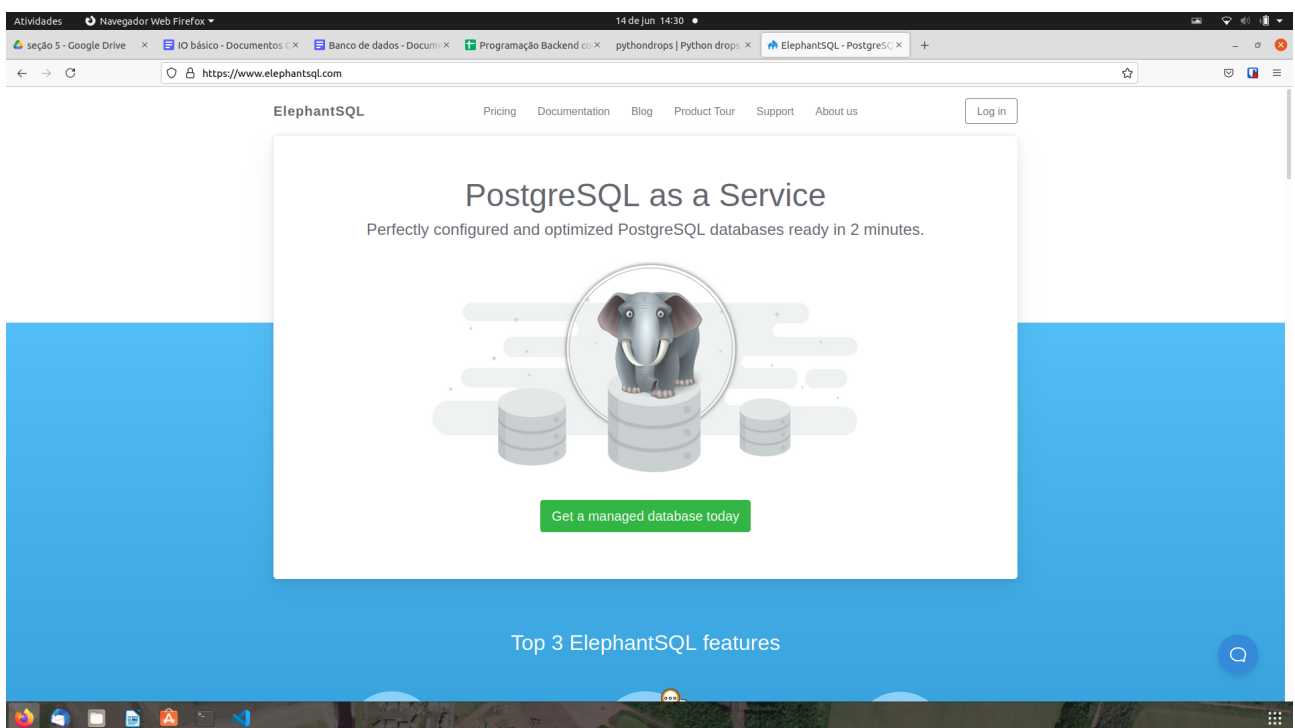 Atividades Navegador Web Firefox 14 de jun 14:30
seção 5 - Google Drive IO básico - Documentos G Banco de dados - Docume Programação Backend co pythondrops | Python drops ElephantSQL - PostgreSQ
https://www.elephantsql.com
ElephantSQL Pricing Documentation Blog Product Tour Support About us Log in
PostgreSQL as a Service
Perfectly configured and optimized PostgreSQL databases ready in 2 minutes.
Get a managed database today
Top 3 ElephantSQL features